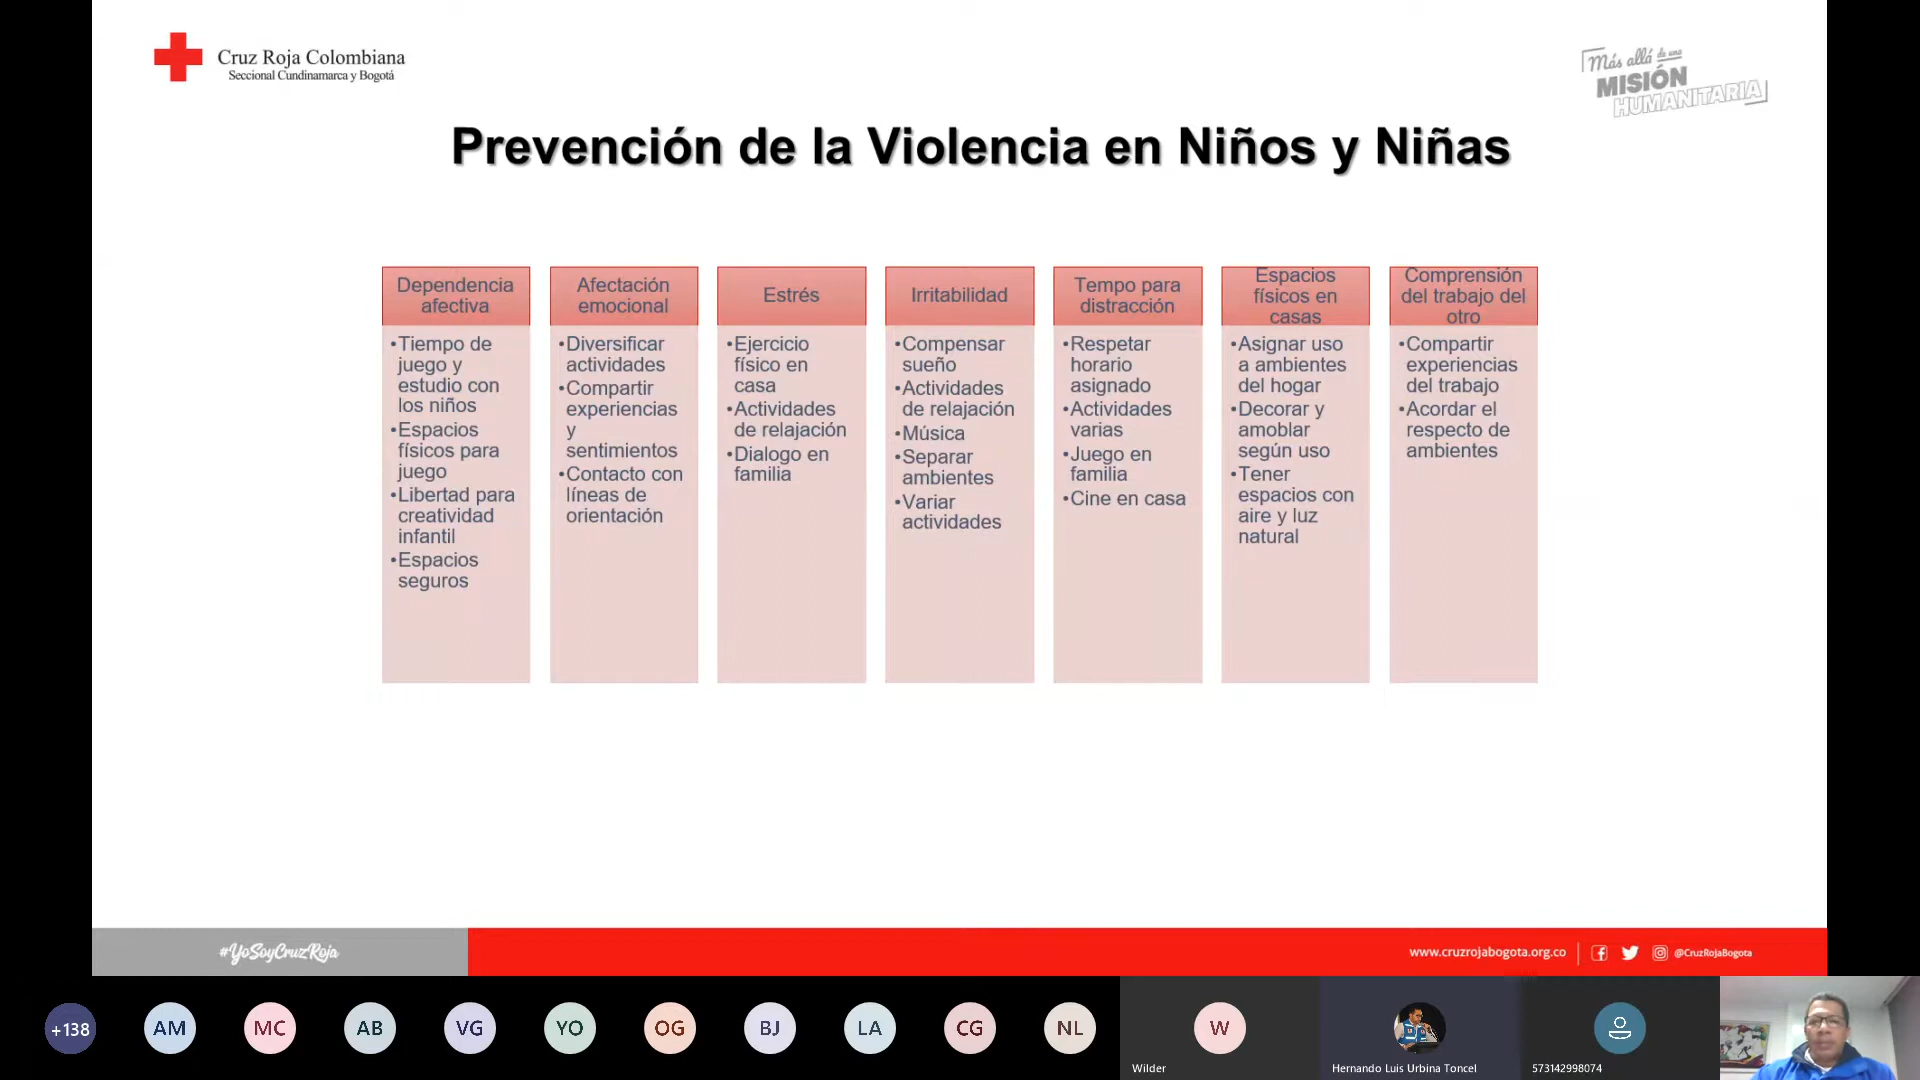 Cruz Roja Colombiana
Seccional Cundinamarca y Bogotá
Más allá de una
MISIÓN
HUMANITARIA
Prevención de la Violencia en Niños y Niñas
Dependencia
afectiva
•Tiempo de
juego y
estudio con
los niños
•Espacios
físicos para
juego
•Libertad para
creatividad
infantil
•Espacios
seguros
Afectación
emocional
•Diversificar
actividades
•Compartir
experiencias
y
sentimientos
•Contacto con
líneas de
orientación
Estrés
•Ejercicio
físico en
casa
•Actividades
de relajación
•Dialogo en
familia
Irritabilidad
•Compensar
sueño
•Actividades
de relajación
•Música
•Separar
ambientes
•Variar
actividades
Tempo para
distracción
•Respetar
horario
asignado
•Actividades
varias
•Juego en
familia
•Cine en casa
Espacios
físicos en
casas
•Asignar uso
a ambientes
del hogar
•Decorar y
amoblar
según uso
•Tener
espacios con
aire y luz
natural
Comprensión
del trabajo del
otro
•Compartir
experiencias
del trabajo
•Acordar el
respecto de
ambientes
#YoSoyCruzRoja
www.cruzrojabogota.org.co
@CruzRojaBogota
+138
AM
MC
AB
VG
YO
OG
BJ
LA
CG
NL
W
Wilder
Hernando Luis Urbina Toncel
573142998074